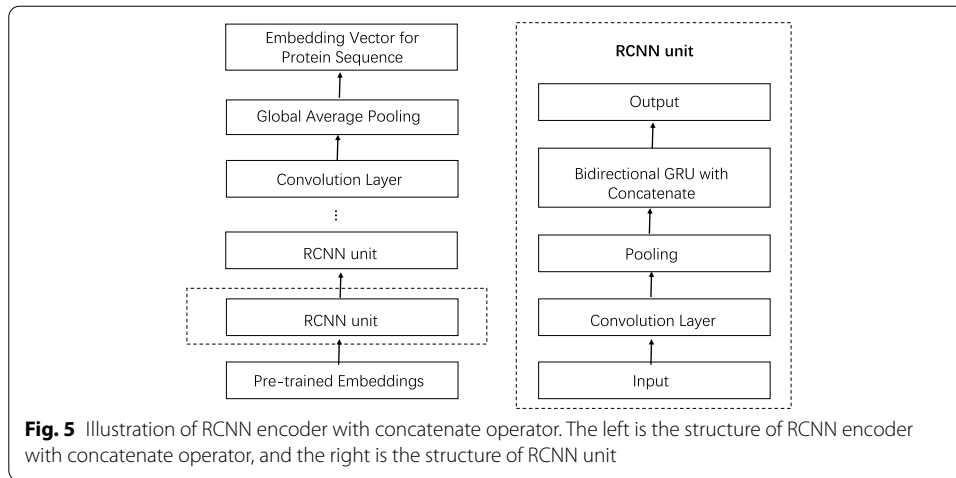 Embedding Vector for
Protein Sequence
Global Average Pooling
Convolution Layer
...
RCNN unit
RCNN unit
Pre-trained Embeddings
RCNN unit
Output
Bidirectional GRU with
Concatenate
Pooling
Convolution Layer
Input
Fig. 5 Illustration of RCNN encoder with concatenate operator. The left is the structure of RCNN encoder
with concatenate operator, and the right is the structure of RCNN unit